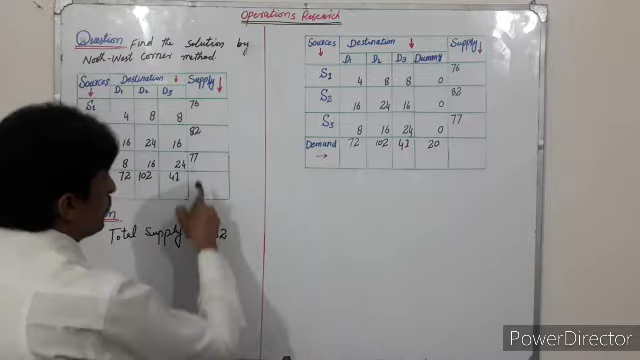 Operations Research
Question Find the solution by
North-West Corner method.
Sources Destination Supply
D1 D2 D3
S1 76
4 8 8
82
16 24 16
77
8 16 24
72 102 41
Total Supply
2
Sources Destination Supply
D1 D2 D3 Dummy
S1 76
4 8 8 0
S2 82
16 24 16 0
S3 77
8 16 24 0
Demand 72 102 41 20
PowerDirector